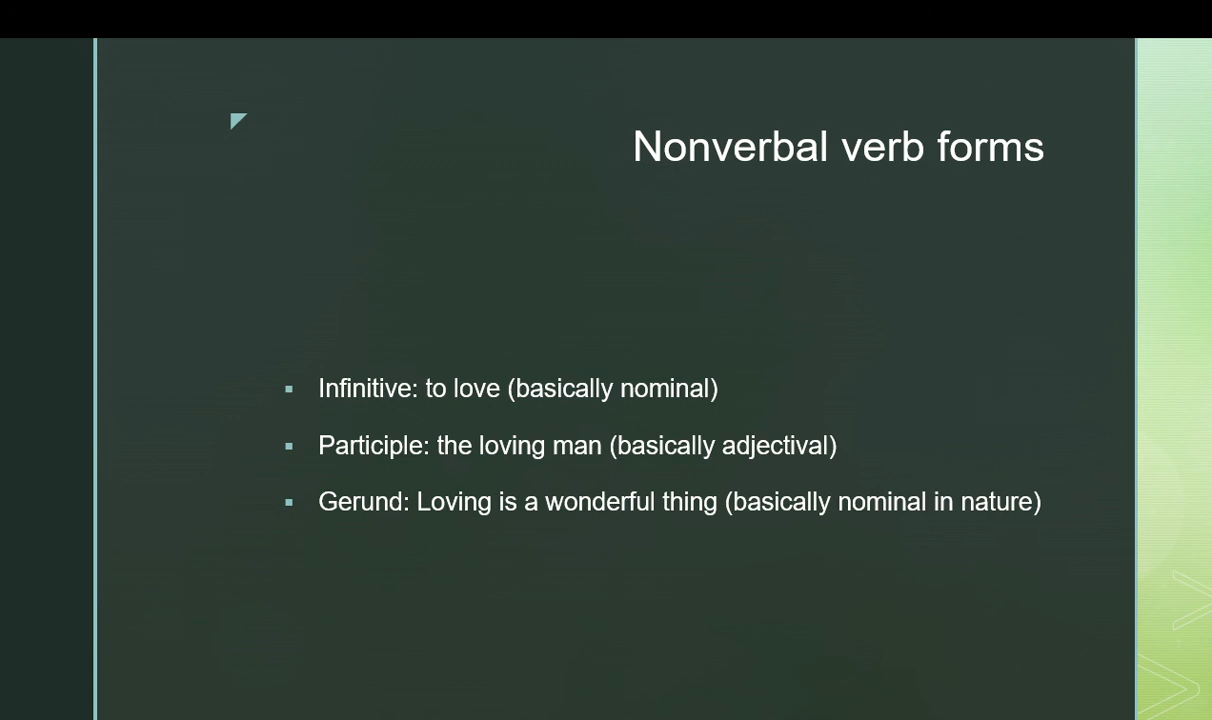 Nonverbal verb forms
▪ Infinitive: to love (basically nominal)
▪ Participle: the loving man (basically adjectival)
▪ Gerund: Loving is a wonderful thing (basically nominal in nature)